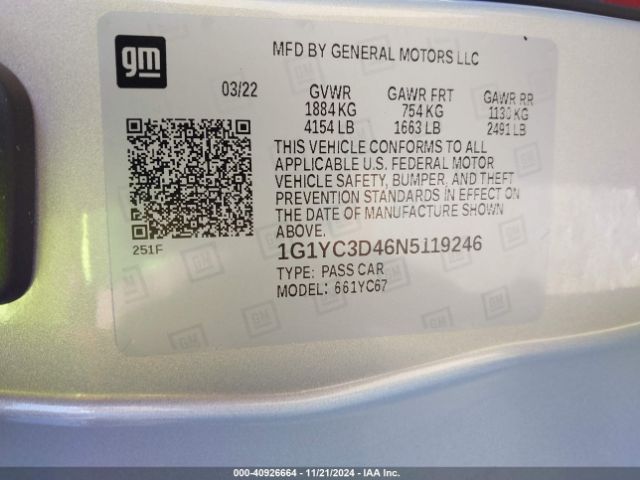 gm
MFD BY GENERAL MOTORS LLC
03/22
GVWR GAWR FRT GAWR RR
1884 KG 754 KG 1130 KG
4154 LB 1663 LB 2491 LB
THIS VEHICLE CONFORMS TO ALL
APPLICABLE U.S. FEDERAL MOTOR
VEHICLE SAFETY, BUMPER, AND THEFT
PREVENTION STANDARDS IN EFFECT ON
THE DATE OF MANUFACTURE SHOWN
ABOVE.
251F
1G1YC3D46N5119246
TYPE: PASS CAR
MODEL: 661YC67
000-40926664 - 11/21/2024 - IAA Inc.